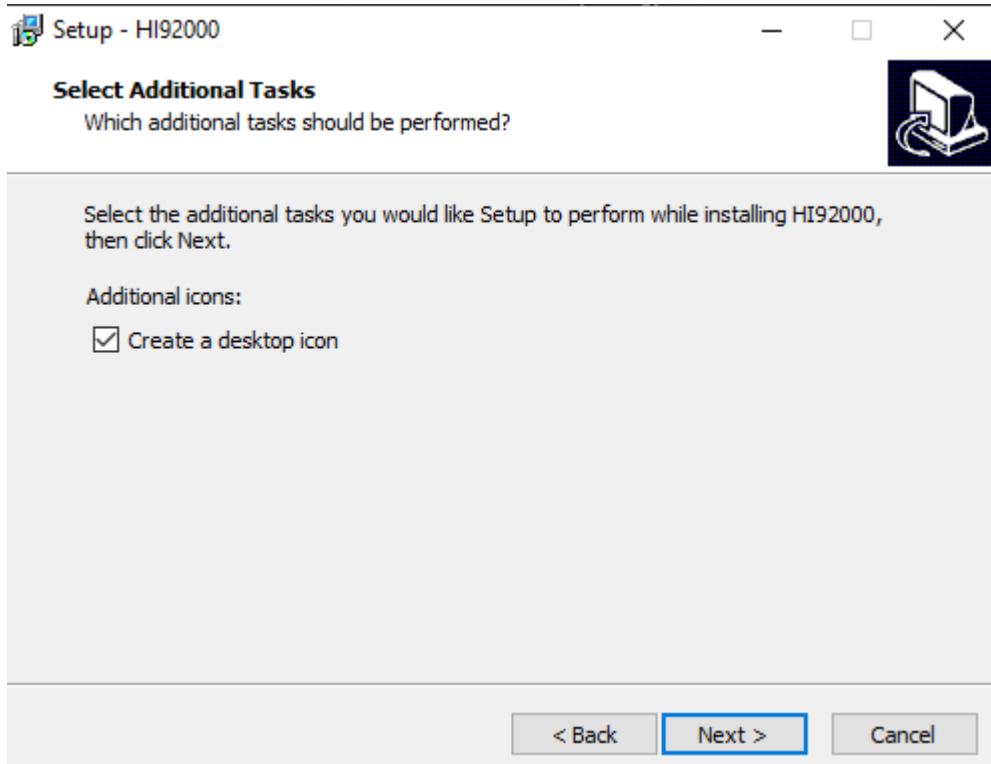 Setup - HI92000
Select Additional Tasks
Which additional tasks should be performed?
Select the additional tasks you would like Setup to perform while installing HI92000,
then click Next.
Additional icons:
Create a desktop icon
< Back
Next >
Cancel